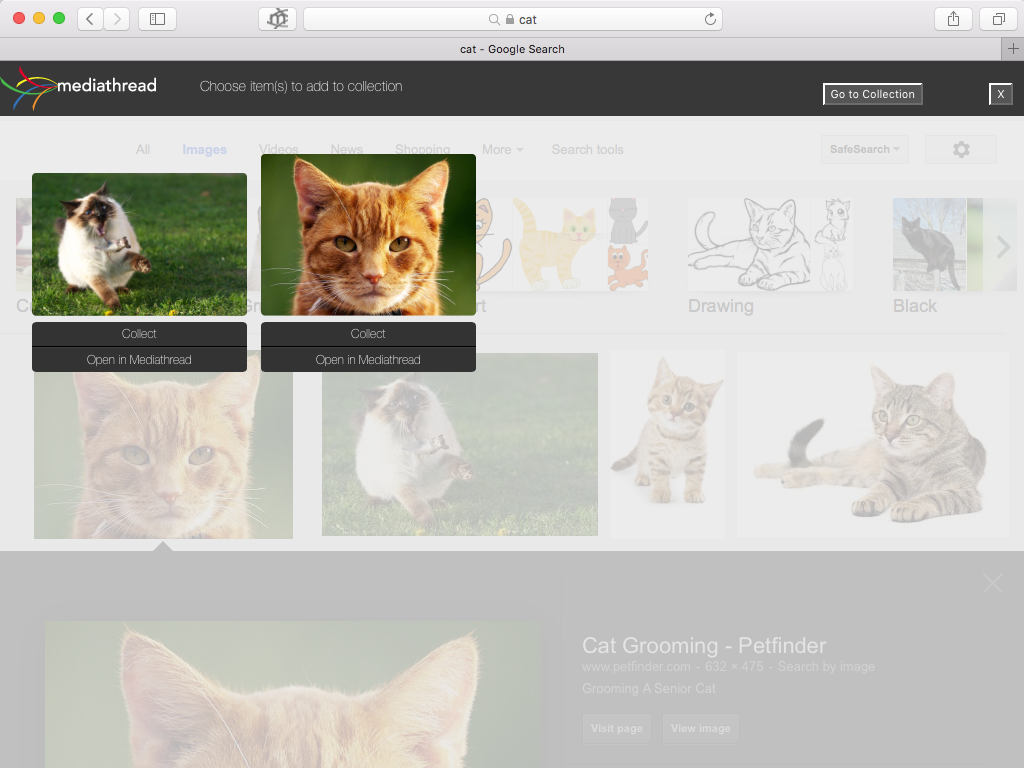 cat
cat - Google Search
mediathread
Choose item(s) to add to collection
Go to Collection
X
All Images Videos News Shopping More Search tools
SafeSearch
Drawing
Black
Collect
Open in Mediathread
Collect
Open in Mediathread
Cat Grooming - Petfinder
www.petfinder.com - 632 × 475 - Search by image
Grooming A Senior Cat
Visit page
View image